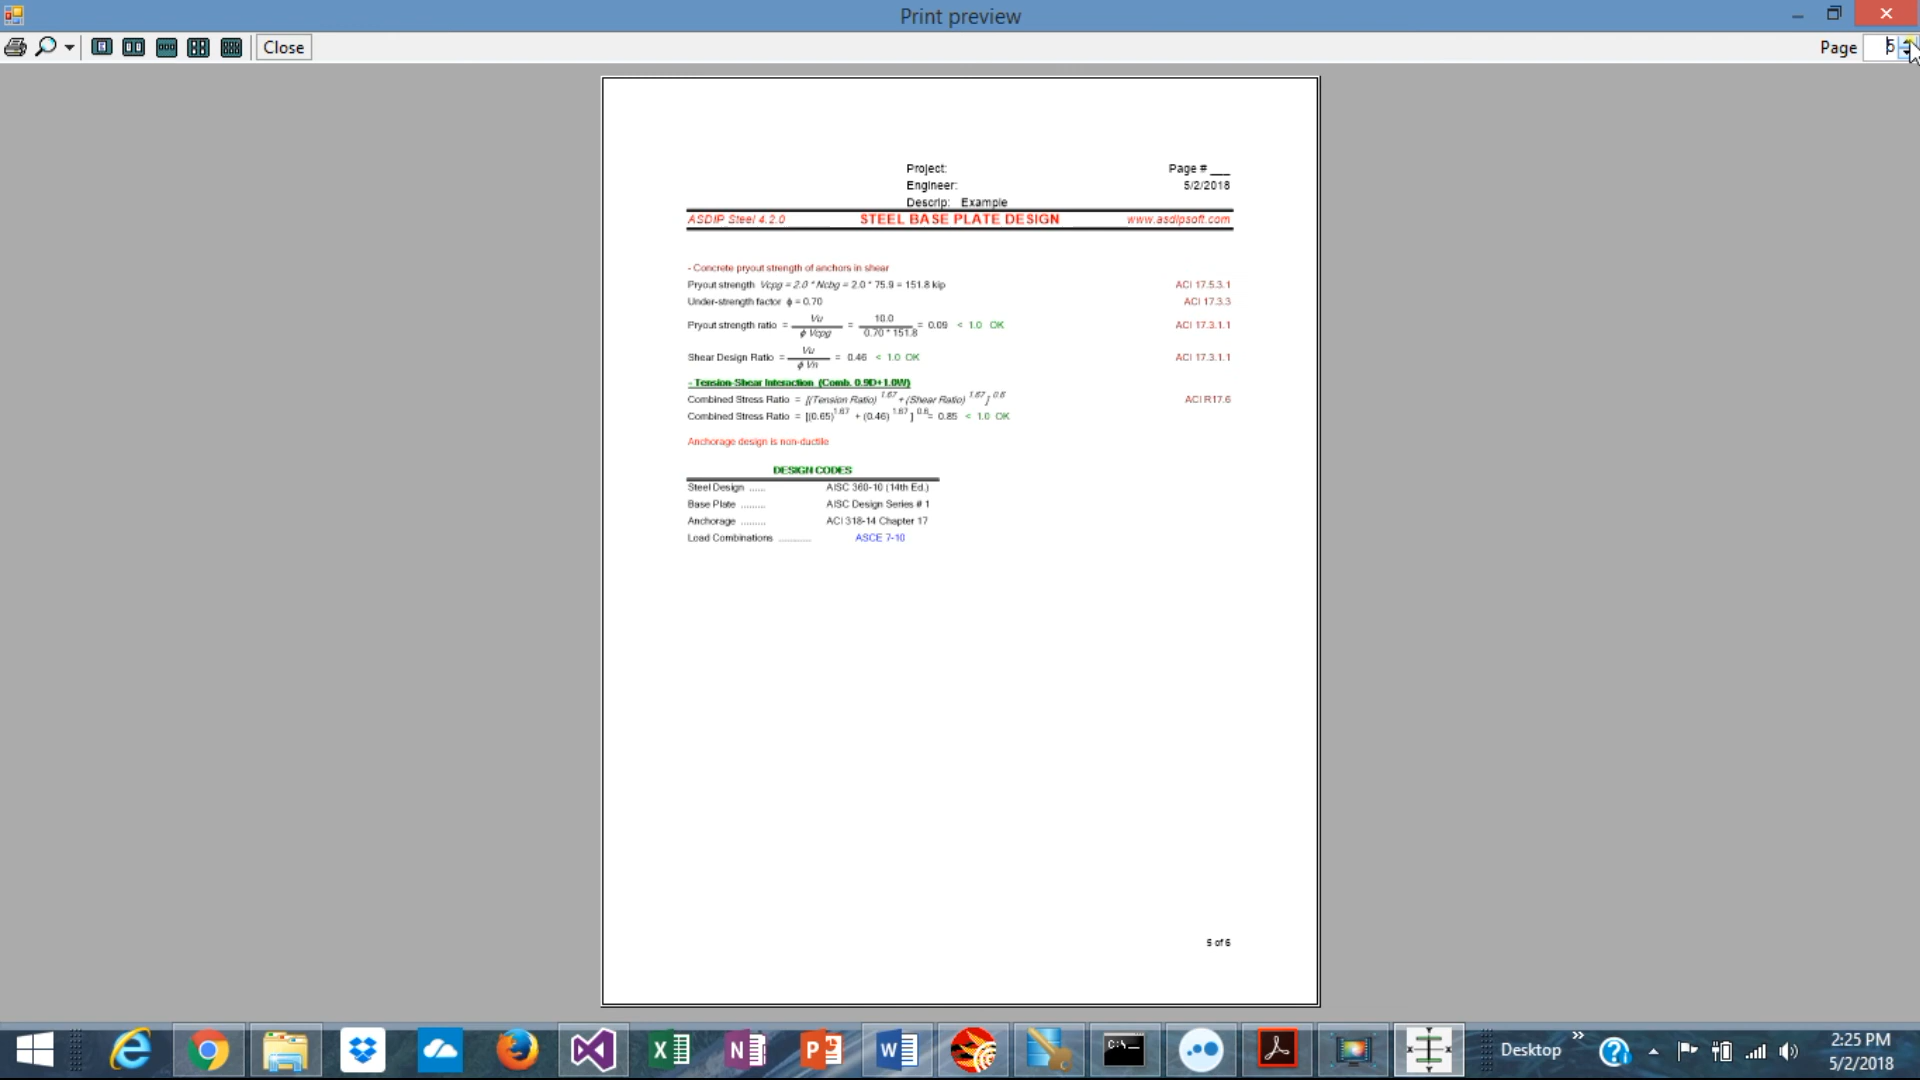 Print preview
Close
Page 5
Project:
Page # ___
Engineer:
5/2/2018
Descrip: Example
ASDIP Steel 4.2.0 STEEL BASE PLATE DESIGN www.asdipsoft.com
- Concrete pryout strength of anchors in shear
Pryout strength Vcpg = 2.0 * Ncbg = 2.0 * 75.9 = 151.8 kip ACI 17.5.3.1
Under-strength factor ϕ = 0.70 ACI 17.3.3
Pryout strength ratio = Vu / ϕ Vcpg = 10.0 / 0.70 * 151.8 = 0.09 < 1.0 OK ACI 17.3.1.1
Shear Design Ratio = Vu / ϕ Vn = 0.46 < 1.0 OK ACI 17.3.1.1
- Tension-Shear Interaction (Comb. 0.9D+1.0W)
Combined Stress Ratio = [(Tension Ratio) 1.67 + (Shear Ratio) 1.67 ] 0.6 ACI R17.6
Combined Stress Ratio = [(0.65) 1.67 + (0.46) 1.67 ] 0.6 = 0.85 < 1.0 OK
Anchorage design is non-ductile
DESIGN CODES
Steel Design ...... AISC 360-10 (14th Ed.)
Base Plate ........ AISC Design Series # 1
Anchorage ........ ACI 318-14 Chapter 17
Load Combinations ........... ASCE 7-10
5 of 6
Desktop
2:25 PM
5/2/2018